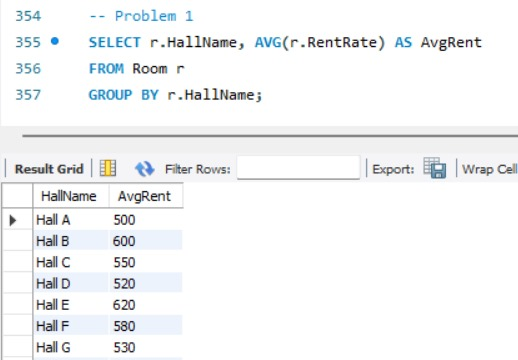 354 -- Problem 1
355 SELECT r.HallName, AVG(r.RentRate) AS AvgRent
356 FROM Room r
357 GROUP BY r.HallName;
Result Grid Filter Rows: Export: Wrap Cell
HallName AvgRent
Hall A 500
Hall B 600
Hall C 550
Hall D 520
Hall E 620
Hall F 580
Hall G 530